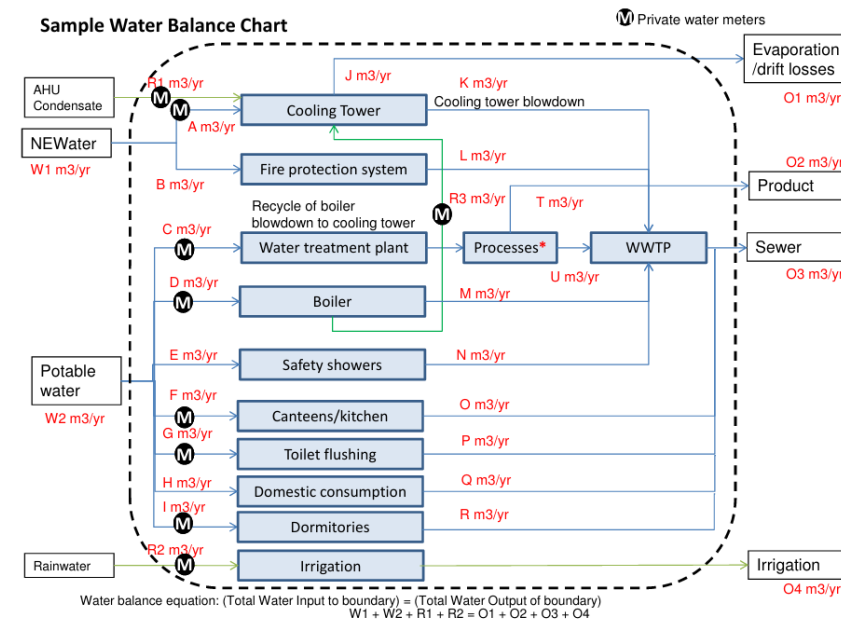 Sample Water Balance Chart
M Private water meters
AHU
Condensate
R1 m3/yr
M
M
A m3/yr
Cooling Tower
J m3/yr
K m3/yr
Cooling tower blowdown
Evaporation
/drift losses
O1 m3/yr
NEWater
W1 m3/yr
B m3/yr
Fire protection system
L m3/yr
O2 m3/yr
Product
Recycle of boiler
blowdown to cooling tower
R3 m3/yr
M
T m3/yr
C m3/yr
M
Water treatment plant
Processes*
U m3/yr
WWTP
Sewer
O3 m3/yr
D m3/yr
M
Boiler
M m3/yr
E m3/yr
Safety showers
N m3/yr
Potable
water
W2 m3/yr
F m3/yr
M
Canteens/kitchen
O m3/yr
G m3/yr
M
Toilet flushing
P m3/yr
H m3/yr
Domestic consumption
Q m3/yr
I m3/yr
M
Dormitories
R m3/yr
Rainwater
R2 m3/yr
M
Irrigation
Irrigation
O4 m3/yr
Water balance equation: (Total Water Input to boundary) = (Total Water Output of boundary)
W1 + W2 + R1 + R2 = O1 + O2 + O3 + O4